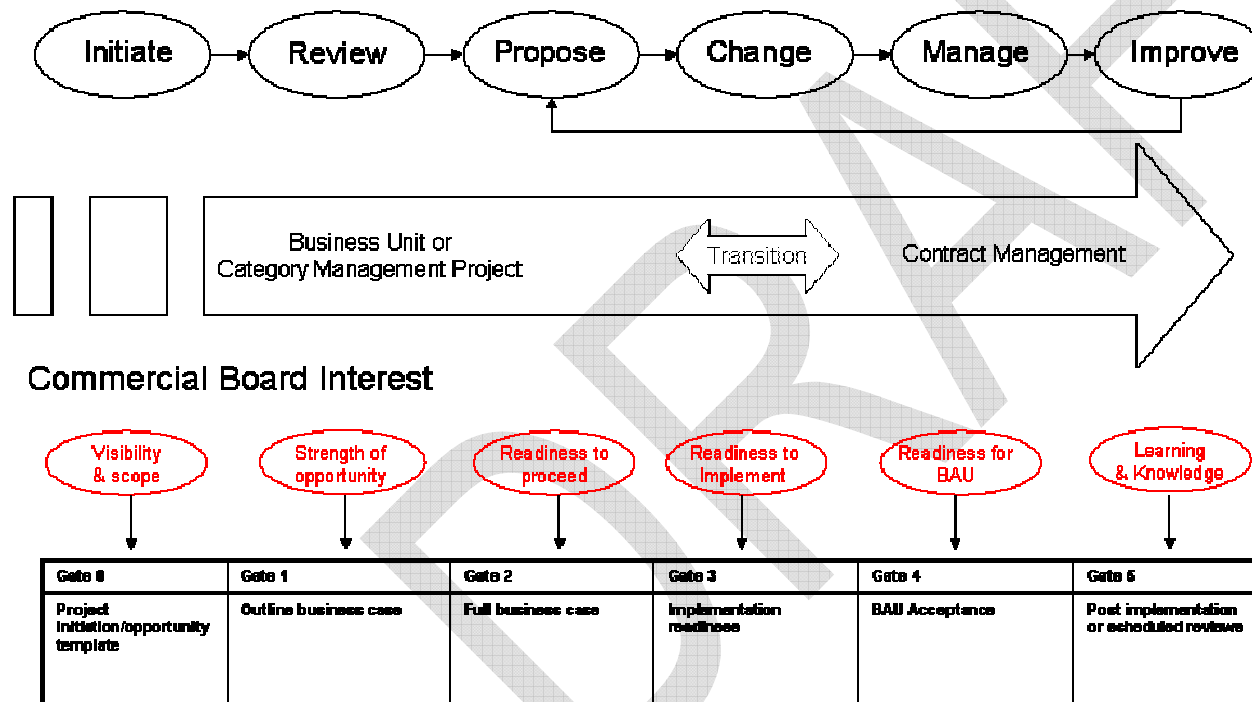 Initiate
Review
Propose
Change
Manage
Improve
Business Unit or
Category Management Project
Transition
Contract Management
Commercial Board Interest
Visibility
& scope
Strength of
opportunity
Readiness to
proceed
Readiness to
Implement
Readiness for
BAU
Learning
& Knowledge
Gate 0
Gate 1
Gate 2
Gate 3
Gate 4
Gate 5
Project
Initiation/opportunity
template
Outline business case
Full business case
Implementation
readiness
BAU Acceptance
Post implementation
or scheduled reviews
DRAF